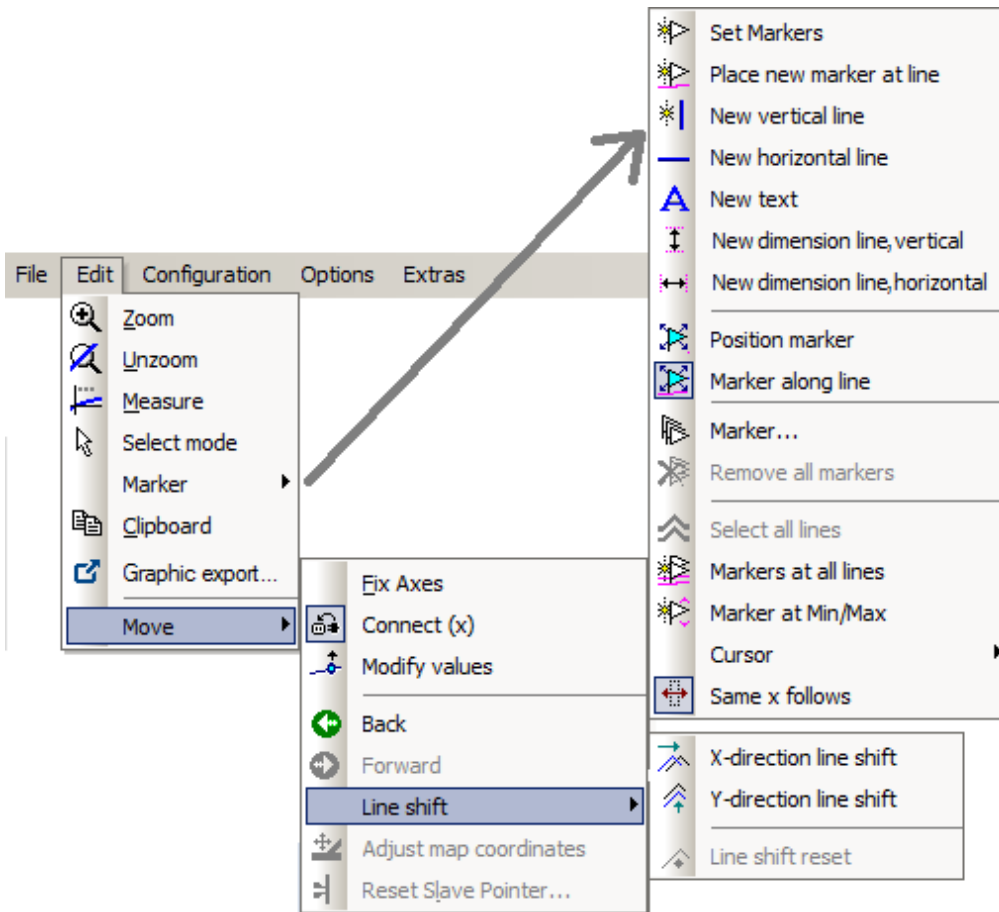 File Edit Configuration Options Extras
Zoom
Unzoom
Measure
Select mode
Marker
Clipboard
Graphic export...
Move
Fix Axes
Connect (x)
Modify values
Back
Forward
Line shift
Adjust map coordinates
Reset Slave Pointer...
Set Markers
Place new marker at line
New vertical line
New horizontal line
New text
New dimension line,vertical
New dimension line,horizontal
Position marker
Marker along line
Marker...
Remove all markers
Select all lines
Markers at all lines
Marker at Min/Max
Cursor
Same x follows
X-direction line shift
Y-direction line shift
Line shift reset